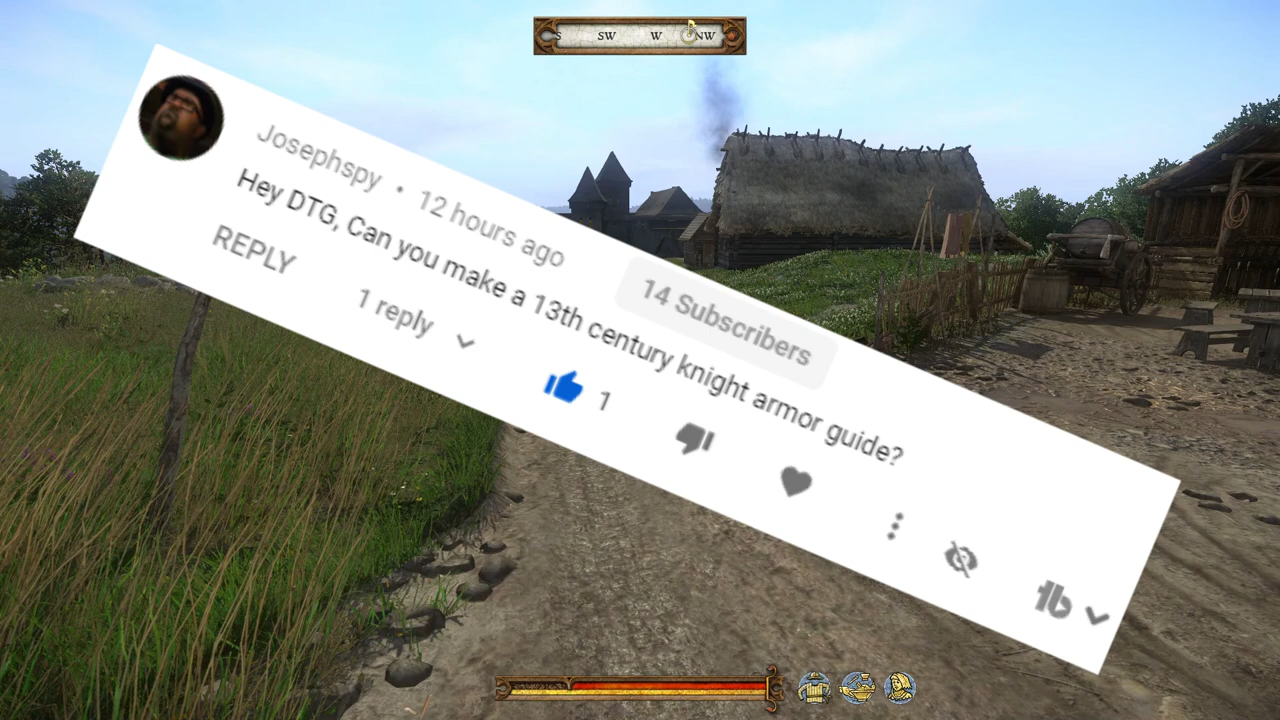 S SW W NW
Josephspy • 12 hours ago
14 Subscribers
Hey DTG, Can you make a 13th century knight armor guide?
REPLY
1 reply
1